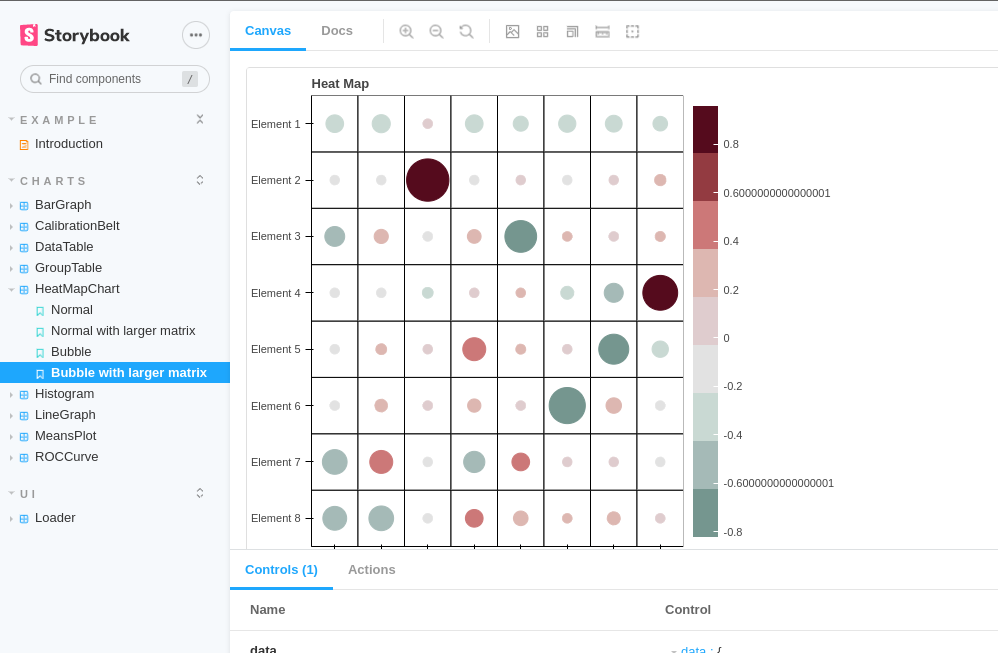 Storybook
Find components
/
EXAMPLE
Introduction
CHARTS
BarGraph
CalibrationBelt
DataTable
GroupTable
HeatMapChart
Normal
Normal with larger matrix
Bubble
Bubble with larger matrix
Histogram
LineGraph
MeansPlot
ROCCurve
UI
Loader
Canvas
Docs
Heat Map
Element 1
Element 2
Element 3
Element 4
Element 5
Element 6
Element 7
Element 8
0.8
0.6000000000000001
0.4
0.2
0
-0.2
-0.4
-0.6000000000000001
-0.8
Controls (1)
Actions
Name
Control
data
data : {